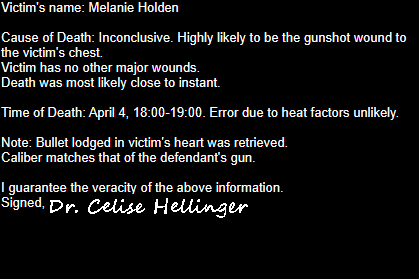 Victim's name: Melanie Holden
Cause of Death: Inconclusive. Highly likely to be the gunshot wound to
the victim's chest.
Victim has no other major wounds.
Death was most likely close to instant.
Time of Death: April 4, 18:00-19:00. Error due to heat factors unlikely.
Note: Bullet lodged in victim's heart was retrieved.
Caliber matches that of the defendant's gun.
I guarantee the veracity of the above information.
Signed, Dr. Celise Hellinger